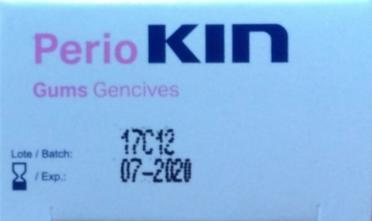 Perio KIN
Gums Gencives
Lote / Batch: 17C12
/ Exp.: 07-2020